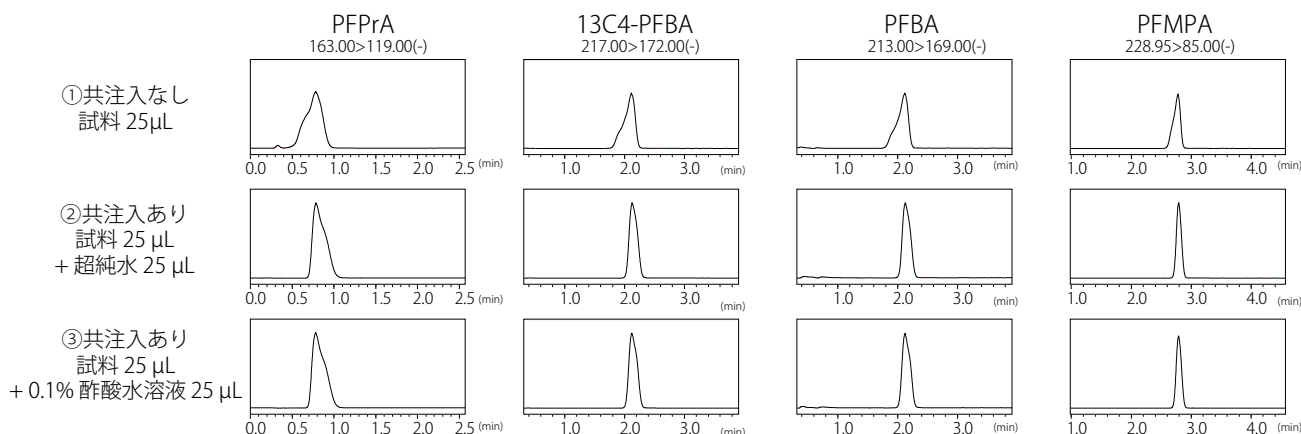 PFPrA
163.00>119.00(-)
13C4-PFBA
217.00>172.00(-)
PFBA
213.00>169.00(-)
PFMPA
228.95>85.00(-)
①共注入なし
試料 25μL
0.0 0.5 1.0 1.5 2.0 2.5 (min)
1.0 2.0 3.0 (min)
1.0 2.0 3.0 (min)
1.0 2.0 3.0 4.0 (min)
②共注入あり
試料 25 μL
+ 超純水 25 μL
0.0 0.5 1.0 1.5 2.0 2.5 (min)
1.0 2.0 3.0 (min)
1.0 2.0 3.0 (min)
1.0 2.0 3.0 4.0 (min)
③共注入あり
試料 25 μL
+ 0.1% 酢酸水溶液 25 μL
0.0 0.5 1.0 1.5 2.0 2.5 (min)
1.0 2.0 3.0 (min)
1.0 2.0 3.0 (min)
1.0 2.0 3.0 4.0 (min)